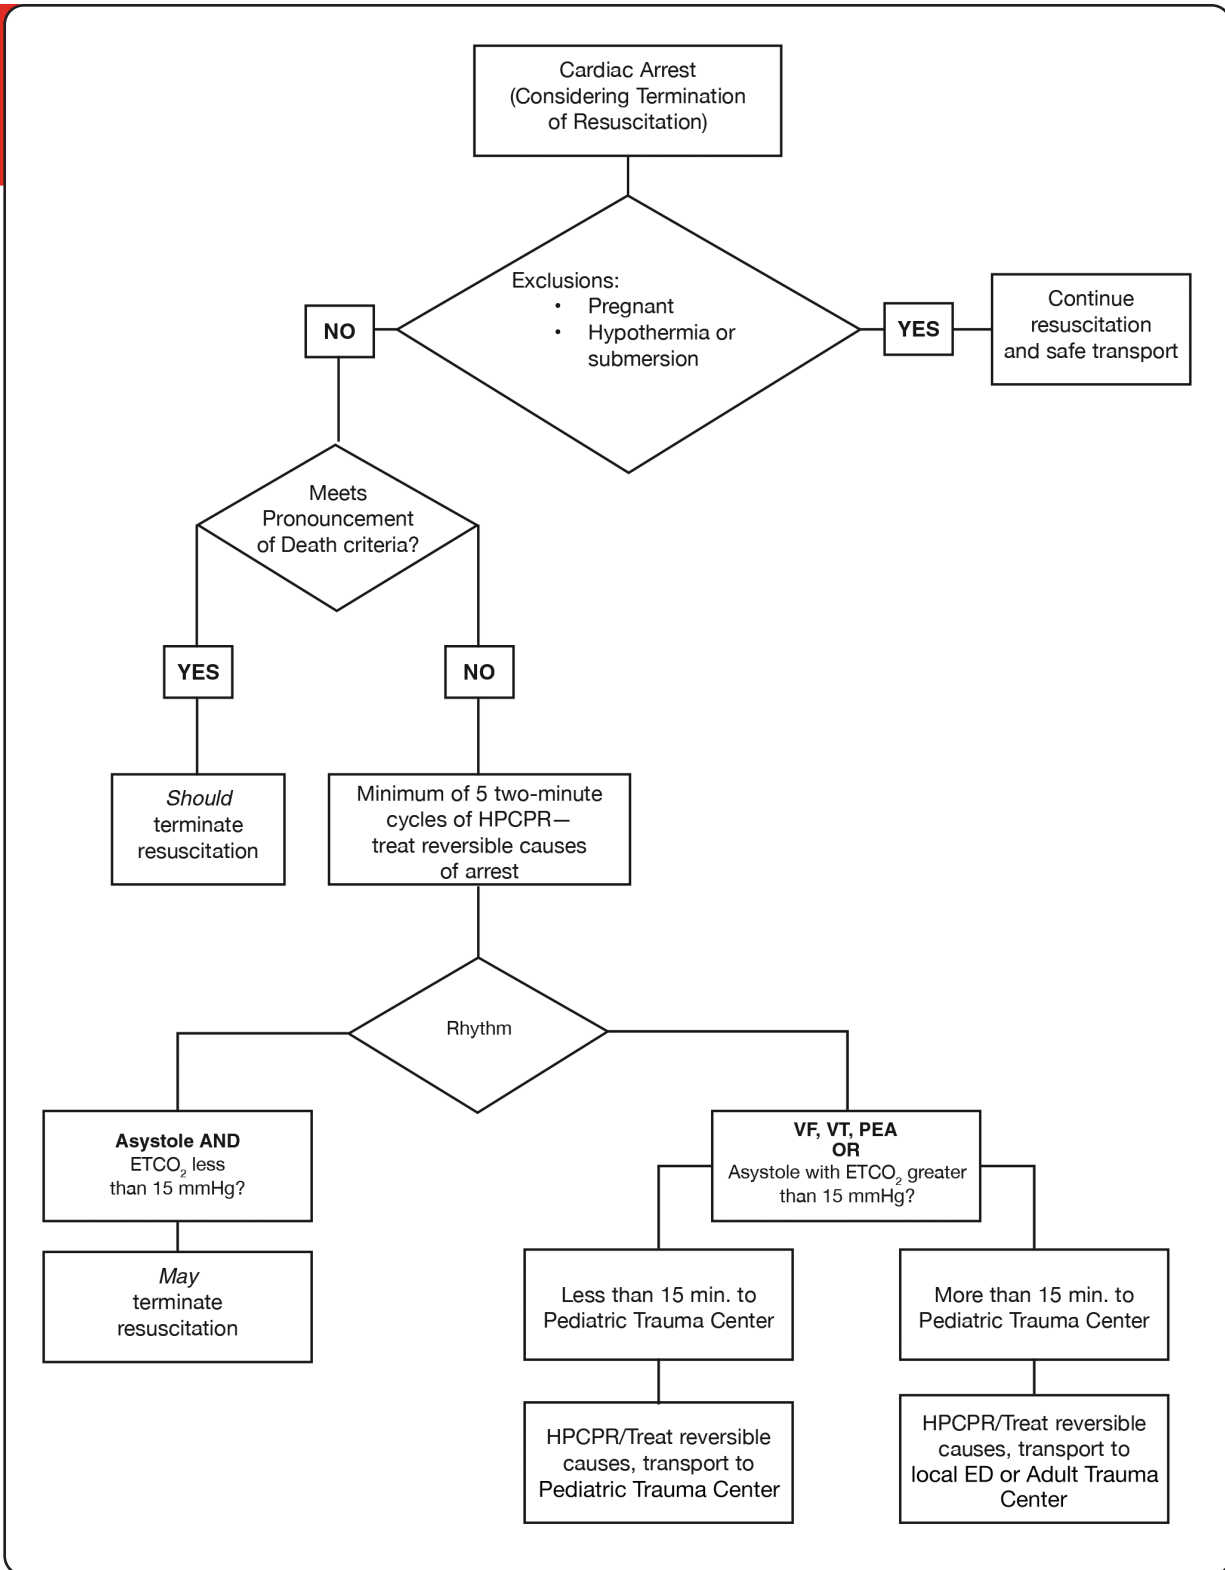 Cardiac Arrest
(Considering Termination
of Resuscitation)
Exclusions:
• Pregnant
• Hypothermia or
submersion
NO
YES
Continue
resuscitation
and safe transport
Meets
Pronouncement
of Death criteria?
YES
NO
Should
terminate
resuscitation
Minimum of 5 two-minute
cycles of HPCPR—
treat reversible causes
of arrest
Rhythm
Asystole AND
ETCO₂ less
than 15 mmHg?
May
terminate
resuscitation
VF, VT, PEA
OR
Asystole with ETCO₂ greater
than 15 mmHg?
Less than 15 min. to
Pediatric Trauma Center
More than 15 min. to
Pediatric Trauma Center
HPCPR/Treat reversible
causes, transport to
Pediatric Trauma Center
HPCPR/Treat reversible
causes, transport to
local ED or Adult Trauma
Center